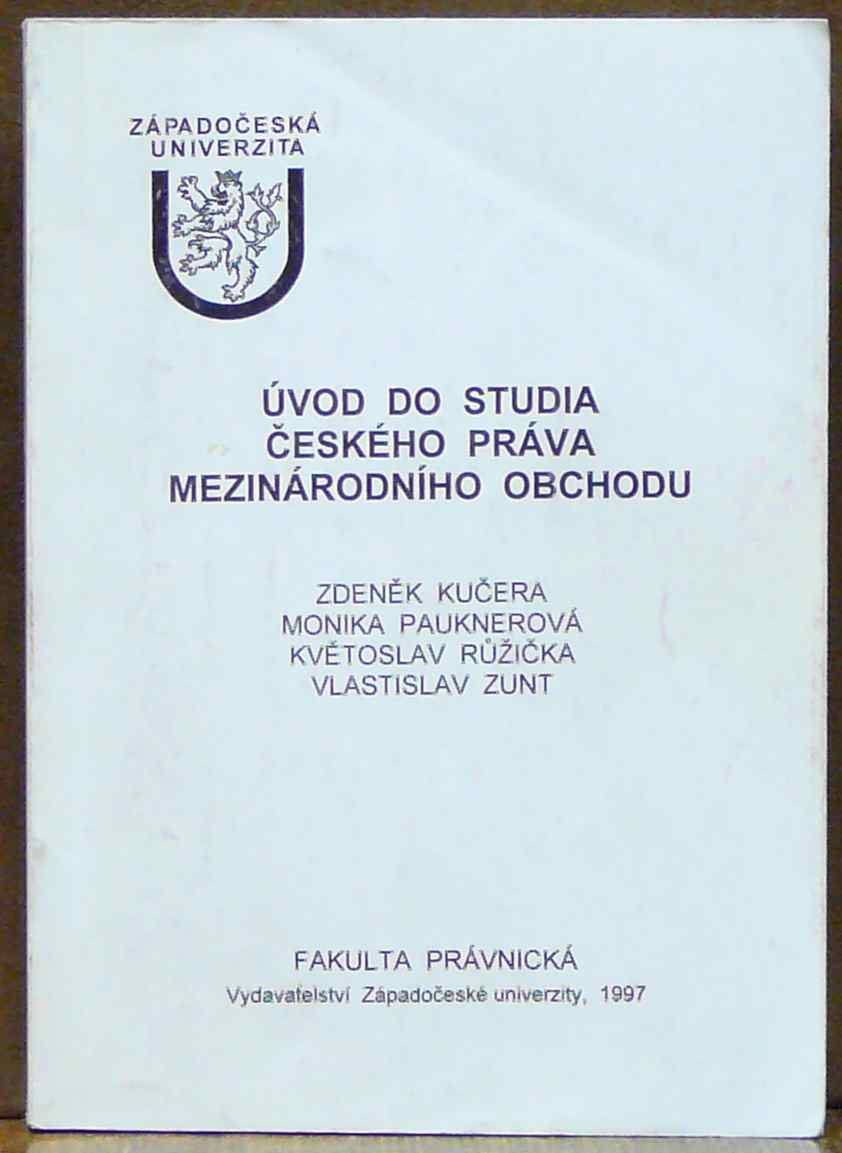 ZÁPADOČESKÁ
UNIVERZITA
ÚVOD DO STUDIA
ČESKÉHO PRÁVA
MEZINÁRODNÍHO OBCHODU
ZDENĚK KUČERA
MONIKA PAUKNEROVÁ
KVĚTOSLAV RŮŽIČKA
VLASTISLAV ZUNT
FAKULTA PRÁVNICKÁ
Vydavatelství Západočeské univerzity, 1997